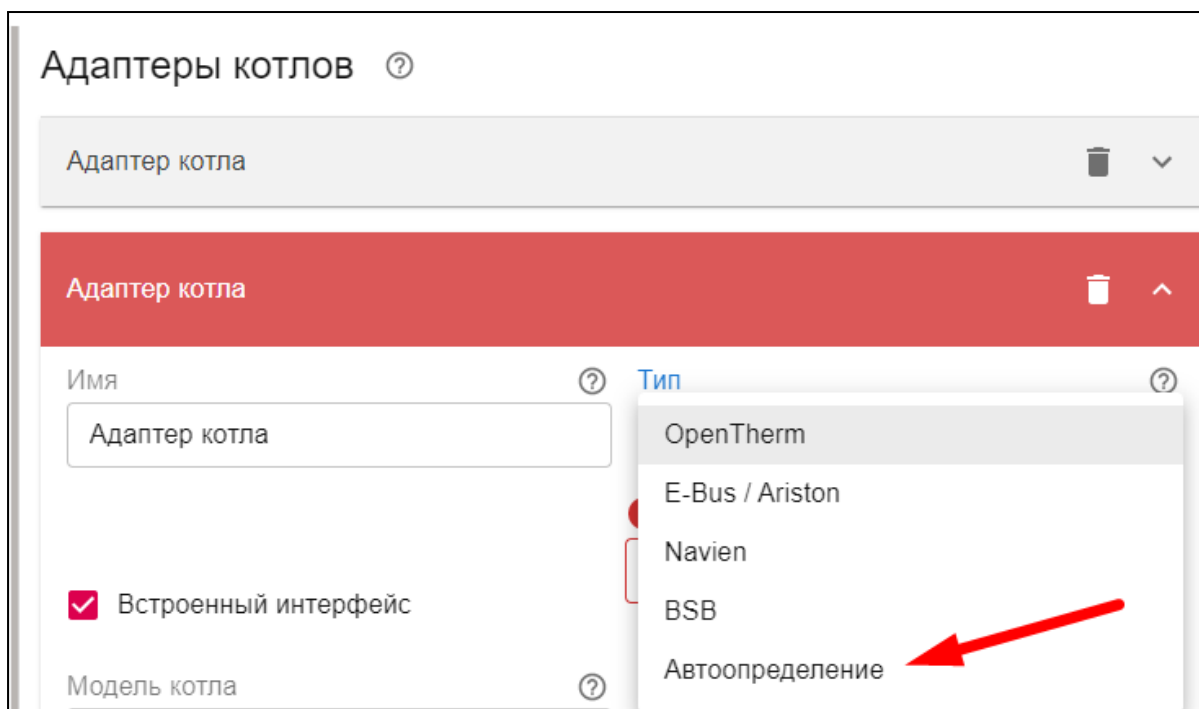 Адаптеры котлов
Адаптер котла
Адаптер котла
Имя
Тип
Адаптер котла
OpenTherm
E-Bus / Ariston
Navien
BSB
Встроенный интерфейс
Автоопределение
Модель котла